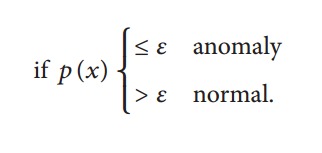 if p(x) { ≤ ε anomaly
> ε normal.